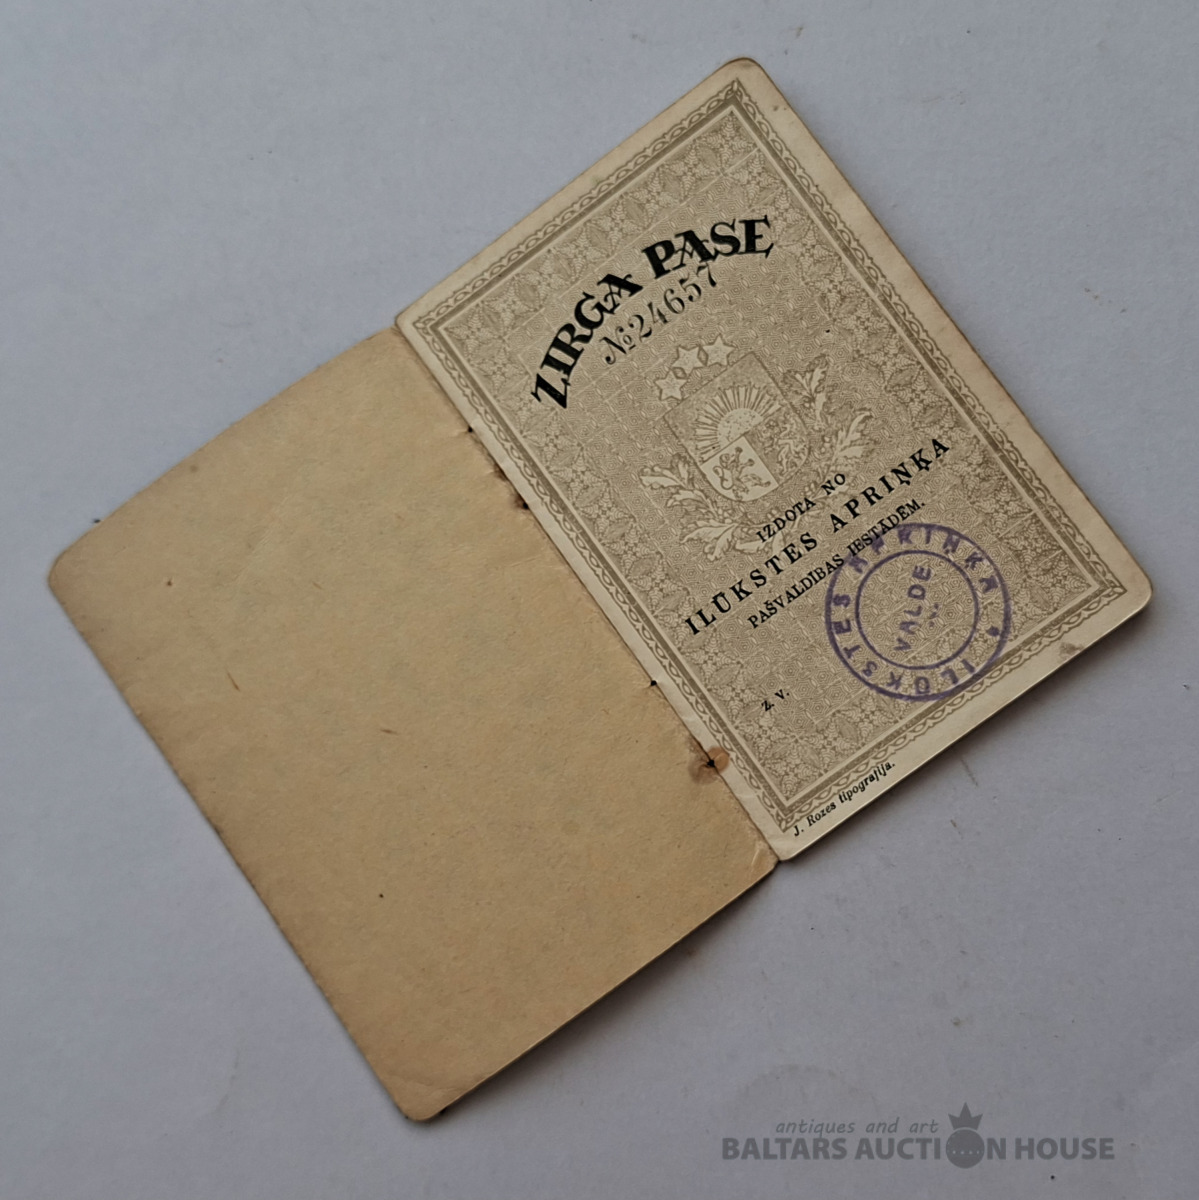 ZIRGA PASE
№24657
IZDOTA NO
ILŪKSTES APRIŅĶA
PAŠVALDĪBAS IESTĀDĒM.
ILŪKSTES APRIŅĶA *
VALDE
Z. V.
J. Rozes tipografija.
antiques and art
BALTARS AUCTION HOUSE